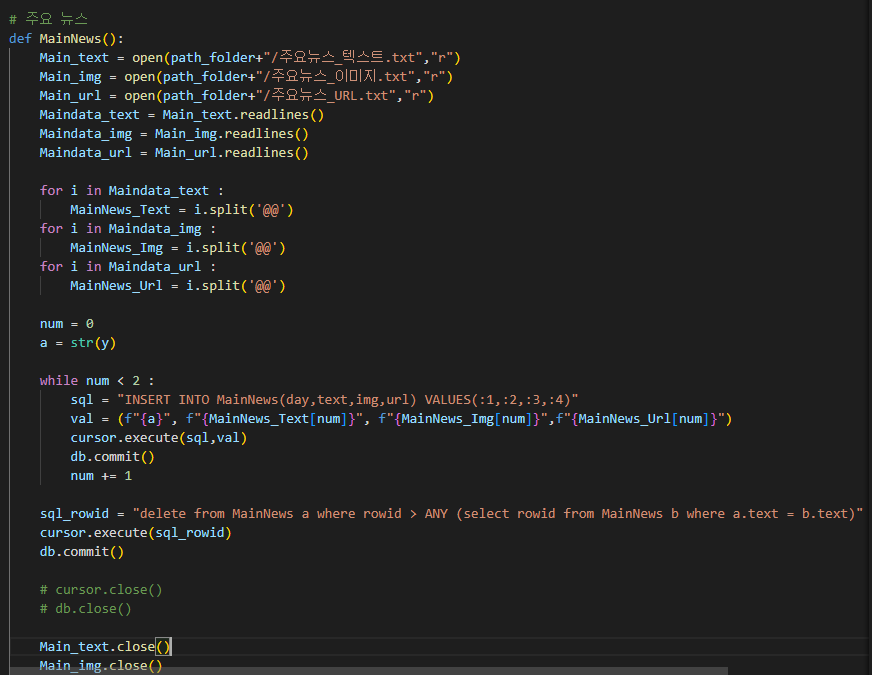 # 주요 뉴스
def MainNews():
    Main_text = open(path_folder+"/주요뉴스_텍스트.txt","r")
    Main_img = open(path_folder+"/주요뉴스_이미지.txt","r")
    Main_url = open(path_folder+"/주요뉴스_URL.txt","r")
    Maindata_text = Main_text.readlines()
    Maindata_img = Main_img.readlines()
    Maindata_url = Main_url.readlines()

    for i in Maindata_text :
        MainNews_Text = i.split('@@')
    for i in Maindata_img :
        MainNews_Img = i.split('@@')
    for i in Maindata_url :
        MainNews_Url = i.split('@@')

    num = 0
    a = str(y)

    while num < 2 :
        sql = "INSERT INTO MainNews(day,text,img,url) VALUES(:1,:2,:3,:4)"
        val = (f"{a}", f"{MainNews_Text[num]}", f"{MainNews_Img[num]}",f"{MainNews_Url[num]}")
        cursor.execute(sql,val)
        db.commit()
        num += 1

    sql_rowid = "delete from MainNews a where rowid > ANY (select rowid from MainNews b where a.text = b.text)"
    cursor.execute(sql_rowid)
    db.commit()

    # cursor.close()
    # db.close()

    Main_text.close()
    Main_img.close()